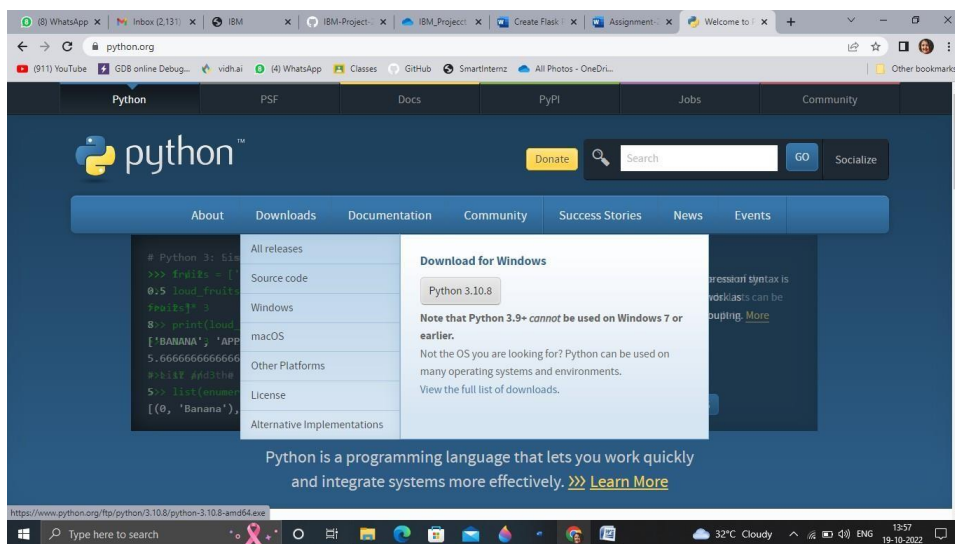 (8) WhatsApp
Inbox (2,131)
IBM
IBM-Project-
IBM_Projecct
Create Flask
Assignment-
Welcome to
python.org
(911) YouTube
GDB online Debug...
vidh.ai
(4) WhatsApp
Classes
GitHub
SmartInternz
All Photos - OneDri...
Other bookmarks
Python
PSF
Docs
PyPI
Jobs
Community
python™
Donate
Search
GO
Socialize
About
Downloads
Documentation
Community
Success Stories
News
Events
All releases
Source code
Windows
macOS
Other Platforms
License
Alternative Implementations
Download for Windows
Python 3.10.8
Note that Python 3.9+ cannot be used on Windows 7 or
earlier.
Not the OS you are looking for? Python can be used on
many operating systems and environments.
View the full list of downloads.
# Python 3:
>>> fruits = ['
loud_fruits
print(loud_
['BANANA', 'APP
5.6666666666666
>>> list(enumer
[(0, 'Banana'),
More
Python is a programming language that lets you work quickly
and integrate systems more effectively. >>> Learn More
https://www.python.org/ftp/python/3.10.8/python-3.10.8-amd64.exe
Type here to search
32°C Cloudy
ENG
13:57
19-10-2022